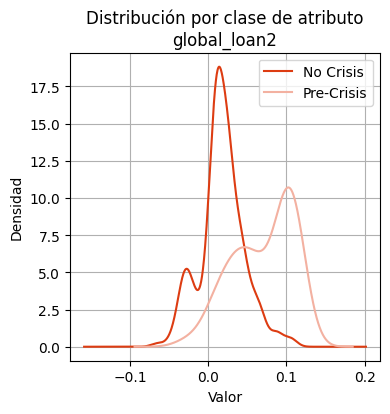 Distribución por clase de atributo
global_loan2
No Crisis
Pre-Crisis
17.5
15.0
12.5
10.0
7.5
5.0
2.5
0.0
Densidad
−0.1
0.0
0.1
0.2
Valor